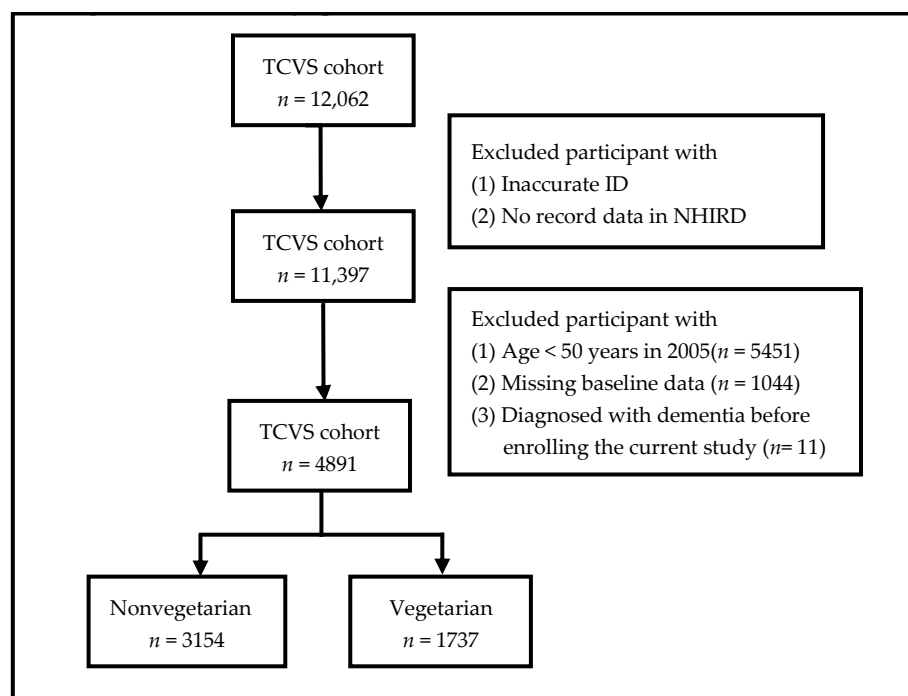 TCVS cohort
n = 12,062
Excluded participant with
(1) Inaccurate ID
(2) No record data in NHIRD
TCVS cohort
n = 11,397
Excluded participant with
(1) Age < 50 years in 2005(n = 5451)
(2) Missing baseline data (n = 1044)
(3) Diagnosed with dementia before
enrolling the current study (n= 11)
TCVS cohort
n = 4891
Nonvegetarian
n = 3154
Vegetarian
n = 1737